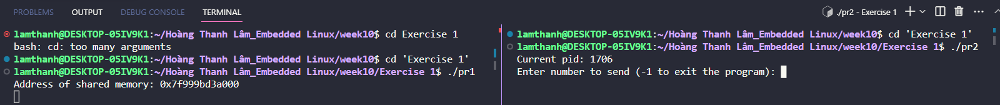 PROBLEMS OUTPUT DEBUG CONSOLE TERMINAL ./pr2 - Exercise 1
lamthanh@DESKTOP-05IV9K1:~/Hoàng Thanh Lâm_Embedded Linux/week10$ cd Exercise 1
bash: cd: too many arguments
lamthanh@DESKTOP-05IV9K1:~/Hoàng Thanh Lâm_Embedded Linux/week10$ cd 'Exercise 1'
lamthanh@DESKTOP-05IV9K1:~/Hoàng Thanh Lâm_Embedded Linux/week10/Exercise 1$ ./pr1
Address of shared memory: 0x7f999bd3a000
lamthanh@DESKTOP-05IV9K1:~/Hoàng Thanh Lâm_Embedded Linux/week10$ cd 'Exercise 1'
lamthanh@DESKTOP-05IV9K1:~/Hoàng Thanh Lâm_Embedded Linux/week10/Exercise 1$ ./pr2
Current pid: 1706
Enter number to send (-1 to exit the program):